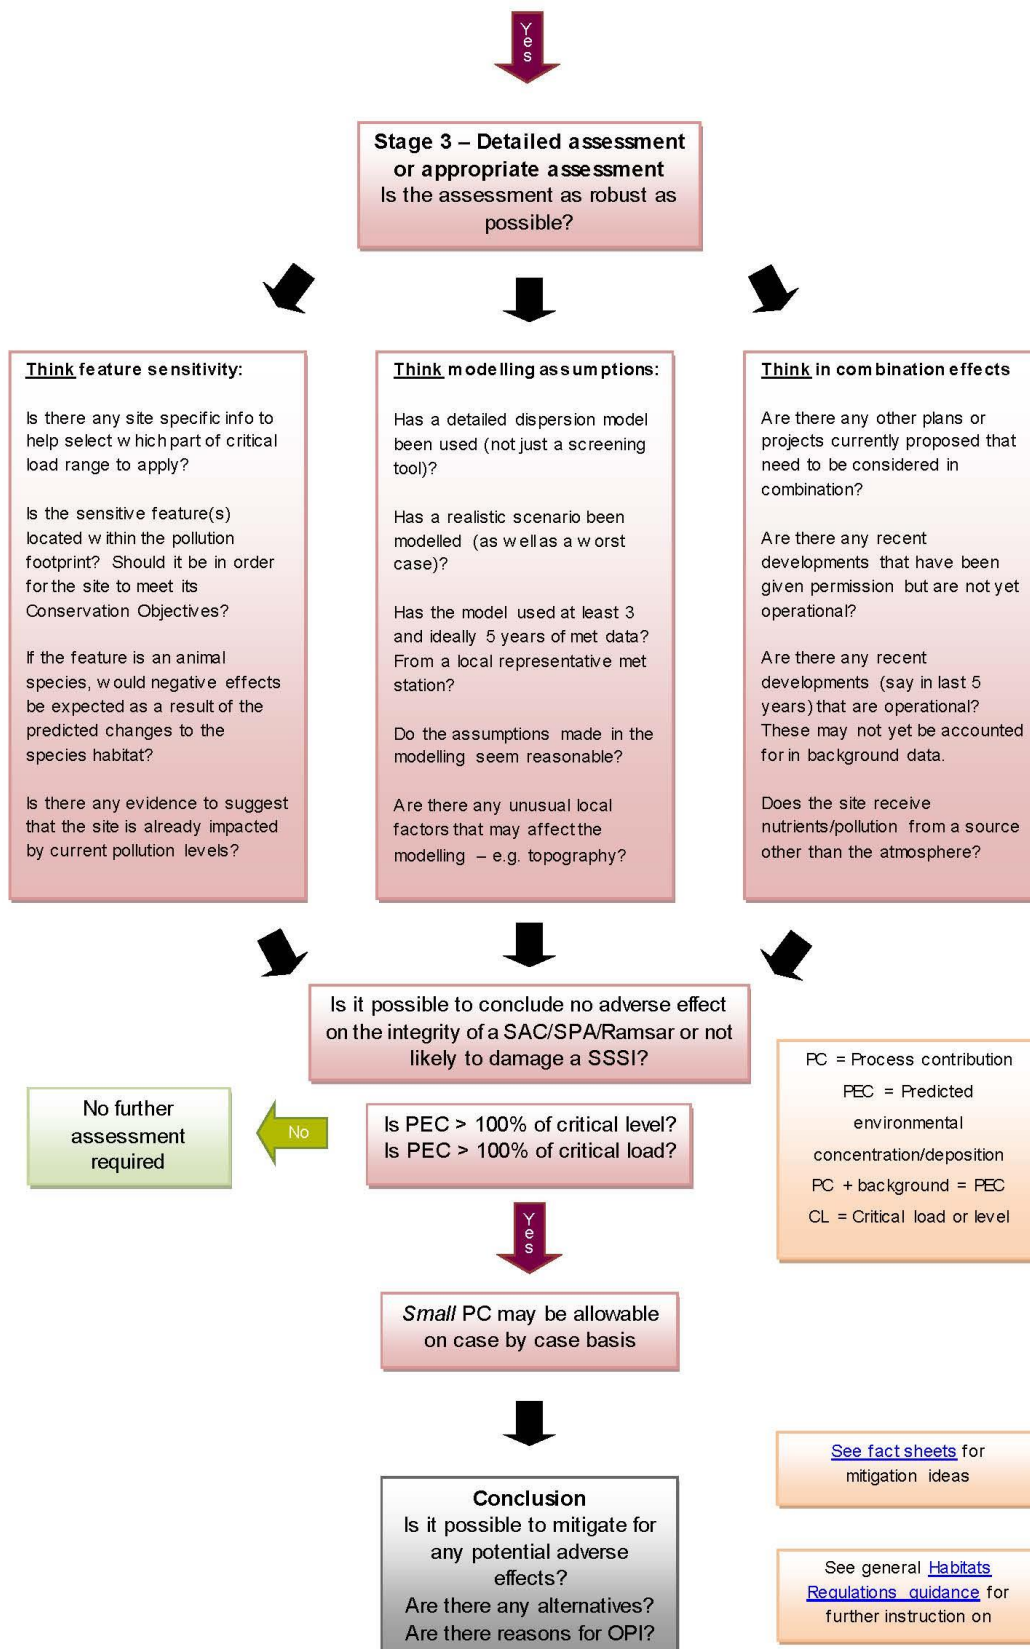 Yes
Stage 3 – Detailed assessment
or appropriate assessment
Is the assessment as robust as
possible?
Think feature sensitivity:
Is there any site specific info to
help select which part of critical
load range to apply?
Is the sensitive feature(s)
located within the pollution
footprint? Should it be in order
for the site to meet its
Conservation Objectives?
If the feature is an animal
species, would negative effects
be expected as a result of the
predicted changes to the
species habitat?
Is there any evidence to suggest
that the site is already impacted
by current pollution levels?
Think modelling assumptions:
Has a detailed dispersion model
been used (not just a screening
tool)?
Has a realistic scenario been
modelled (as well as a worst
case)?
Has the model used at least 3
and ideally 5 years of met data?
From a local representative met
station?
Do the assumptions made in the
modelling seem reasonable?
Are there any unusual local
factors that may affect the
modelling – e.g. topography?
Think in combination effects
Are there any other plans or
projects currently proposed that
need to be considered in
combination?
Are there any recent
developments that have been
given permission but are not yet
operational?
Are there any recent
developments (say in last 5
years) that are operational?
These may not yet be accounted
for in background data.
Does the site receive
nutrients/pollution from a source
other than the atmosphere?
Is it possible to conclude no adverse effect
on the integrity of a SAC/SPA/Ramsar or not
likely to damage a SSSI?
PC = Process contribution
PEC = Predicted
environmental
concentration/deposition
PC + background = PEC
CL = Critical load or level
No further
assessment
required
No
Is PEC > 100% of critical level?
Is PEC > 100% of critical load?
Yes
Small PC may be allowable
on case by case basis
See fact sheets for
mitigation ideas
Conclusion
Is it possible to mitigate for
any potential adverse
effects?
Are there any alternatives?
Are there reasons for OPI?
See general Habitats
Regulations guidance for
further instruction on